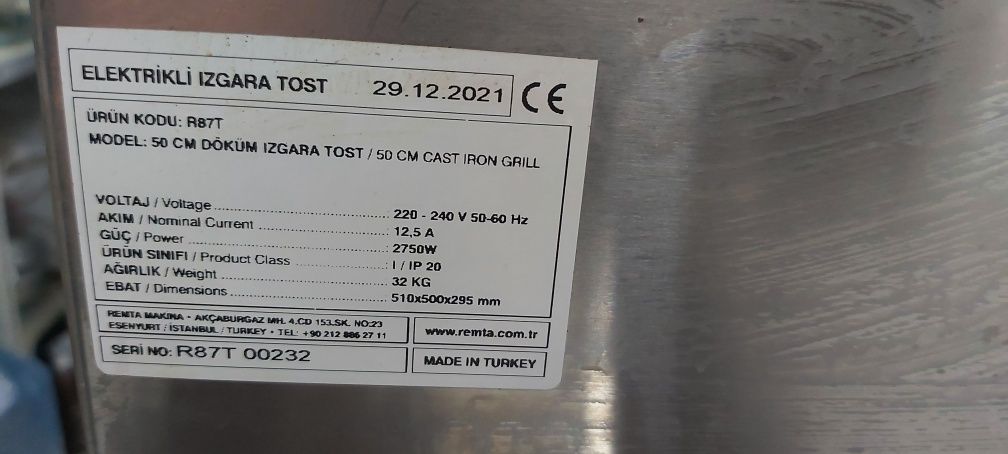 ELEKTRİKLİ IZGARA TOST 29.12.2021 CE
ÜRÜN KODU: R87T
MODEL: 50 CM DÖKÜM IZGARA TOST / 50 CM CAST IRON GRILL
VOLTAJ / Voltage ........................ 220 - 240 V 50-60 Hz
AKIM / Nominal Current ................. : 12,5 A
GÜÇ / Power ............................. : 2750W
ÜRÜN SINIFI / Product Class ............ : I / IP 20
AĞIRLIK / Weight ........................ : 32 KG
EBAT / Dimensions ....................... : 510x500x295 mm
REMTA MAKİNA - AKÇABURGAZ MH. 4.CD 153.SK. NO:23
ESENYURT / İSTANBUL / TURKEY - TEL: +90 212 886 27 11
www.remta.com.tr
SERİ NO: R87T 00232
MADE IN TURKEY